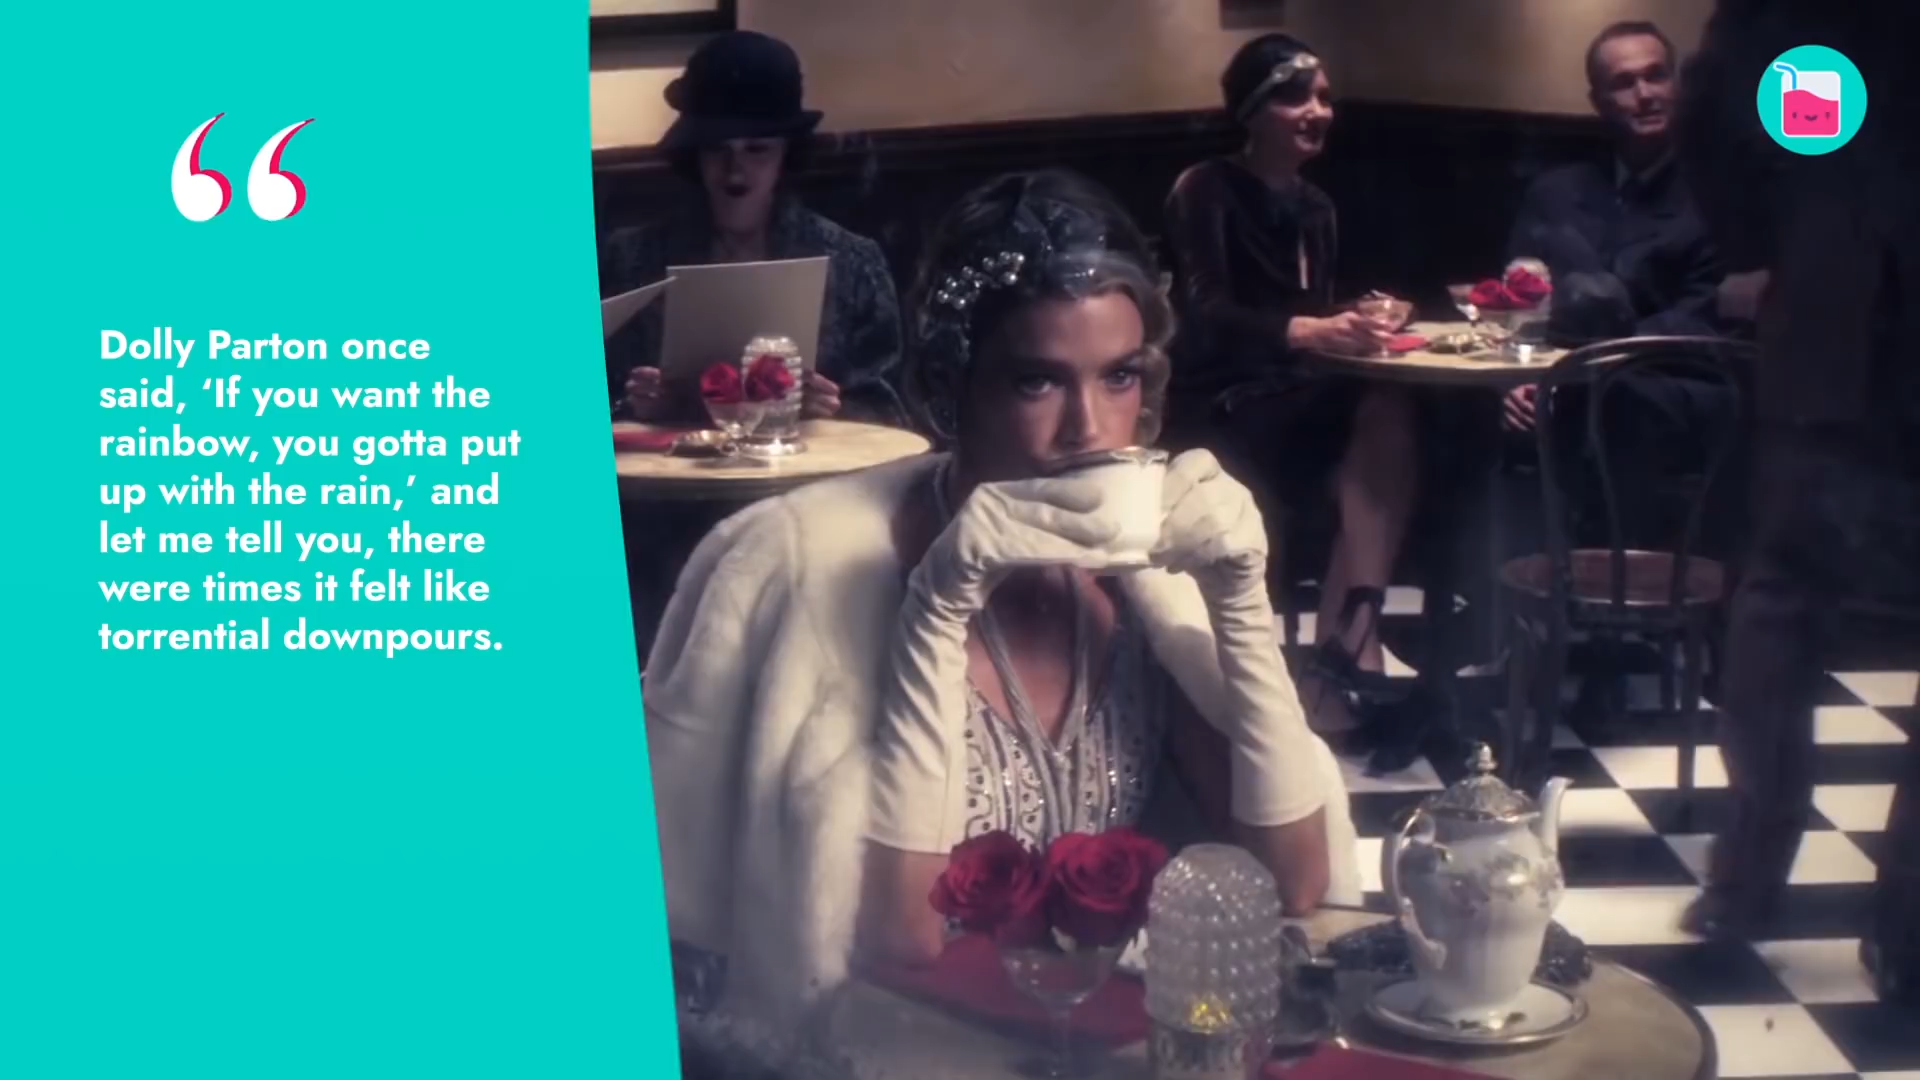 Dolly Parton once
said, ‘If you want the
rainbow, you gotta put
up with the rain,’ and
let me tell you, there
were times it felt like
torrential downpours.